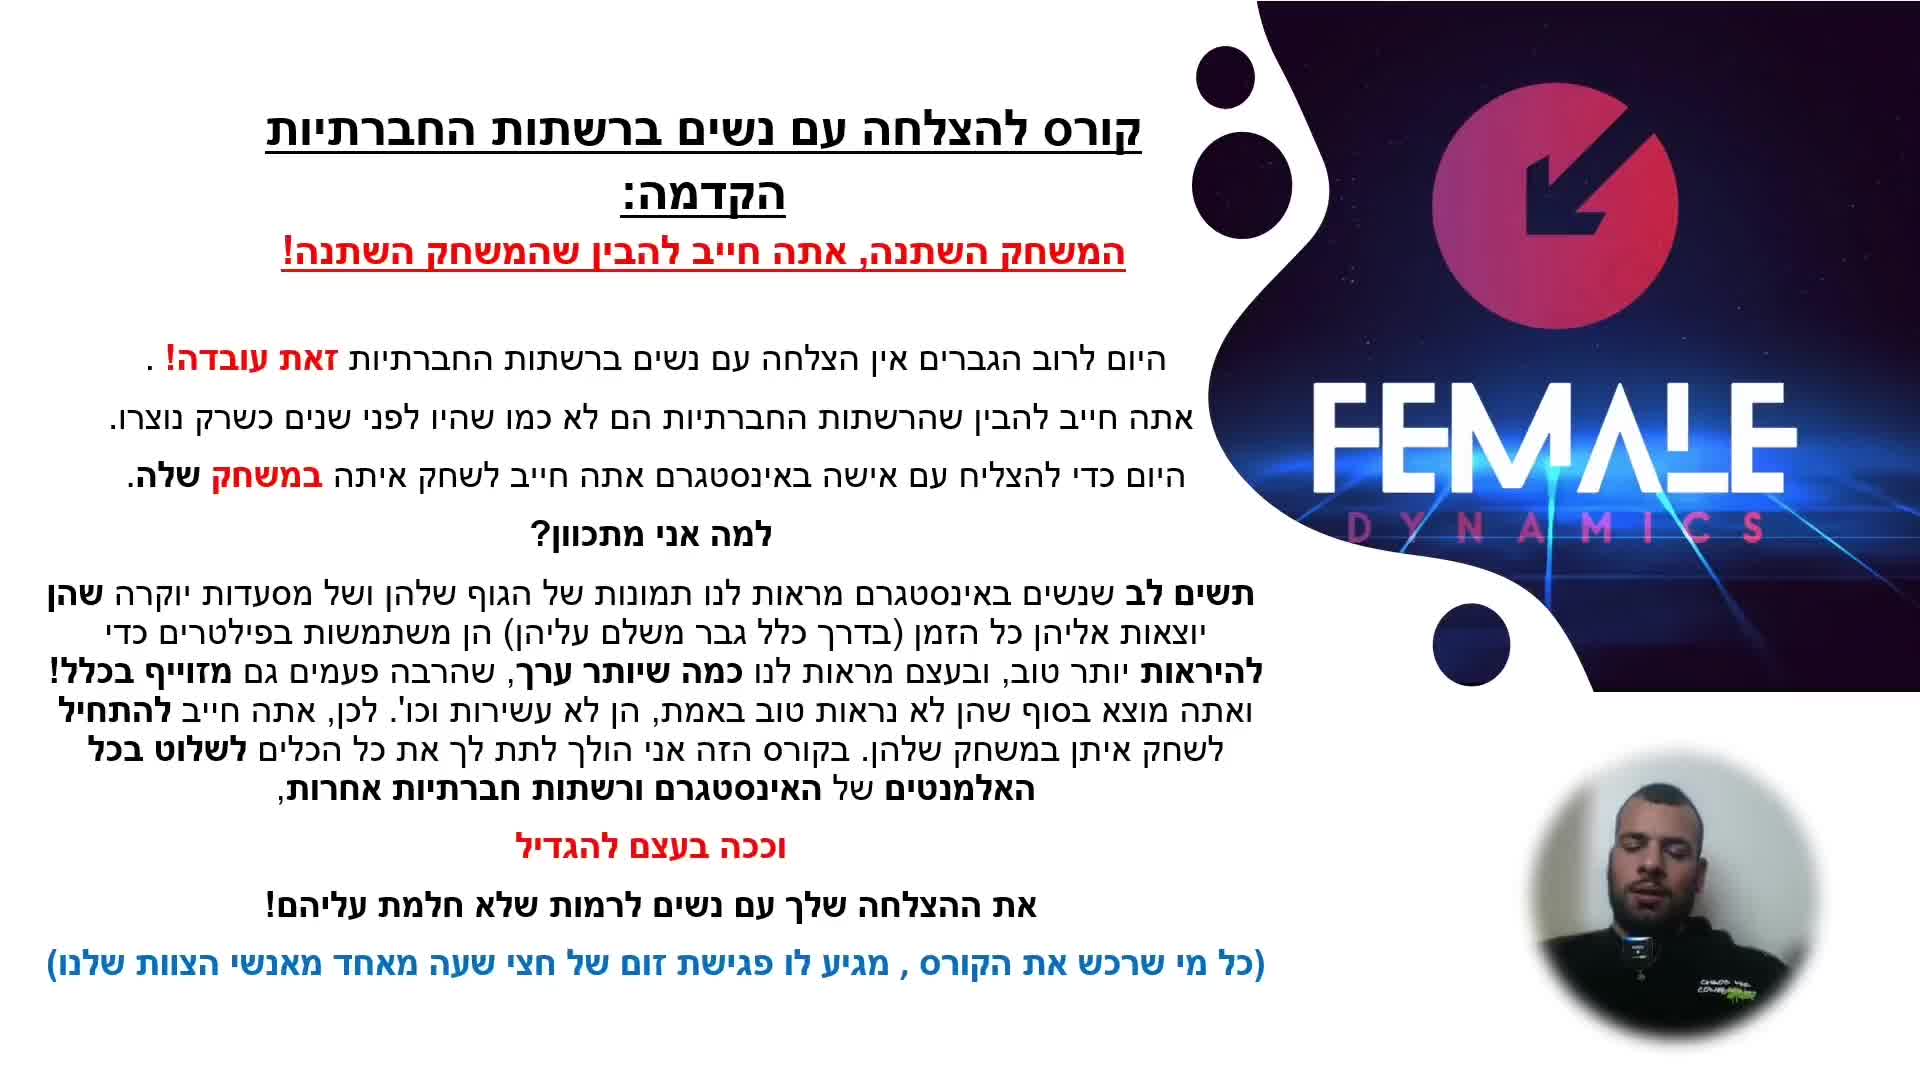 קורס להצלחה עם נשים ברשתות החברתיות
הקדמה:
המשחק השתנה, אתה חייב להבין שהמשחק השתנה!
היום לרוב הגברים אין הצלחה עם נשים ברשתות החברתיות זאת עובדה! .
אתה חייב להבין שהרשתות החברתיות הם לא כמו שהיו לפני שנים כשרק נוצרו.
היום כדי להצליח עם אישה באינסטגרם אתה חייב לשחק איתה במשחק שלה.
למה אני מתכוון?
תשים לב שנשים באינסטגרם מראות לנו תמונות של הגוף שלהן ושל מסעדות יוקרה שהן
יוצאות אליהן כל הזמן (בדרך כלל גבר משלם עליהן) הן משתמשות בפילטרים כדי
להיראות יותר טוב, ובעצם מראות לנו כמה שיותר ערך, שהרבה פעמים גם מזוייף בכלל!
ואתה מוצא בסוף שהן לא נראות טוב באמת, הן לא עשירות וכו'. לכן, אתה חייב להתחיל
לשחק איתן במשחק שלהן. בקורס הזה אני הולך לתת לך את כל הכלים לשלוט בכל
האלמנטים של האינסטגרם ורשתות חברתיות אחרות,
וככה בעצם להגדיל
את ההצלחה שלך עם נשים לרמות שלא חלמת עליהם!
(כל מי שרכש את הקורס , מגיע לו פגישת זום של חצי שעה מאחד מאנשי הצוות שלנו)
FEMALE
DYNAMICS